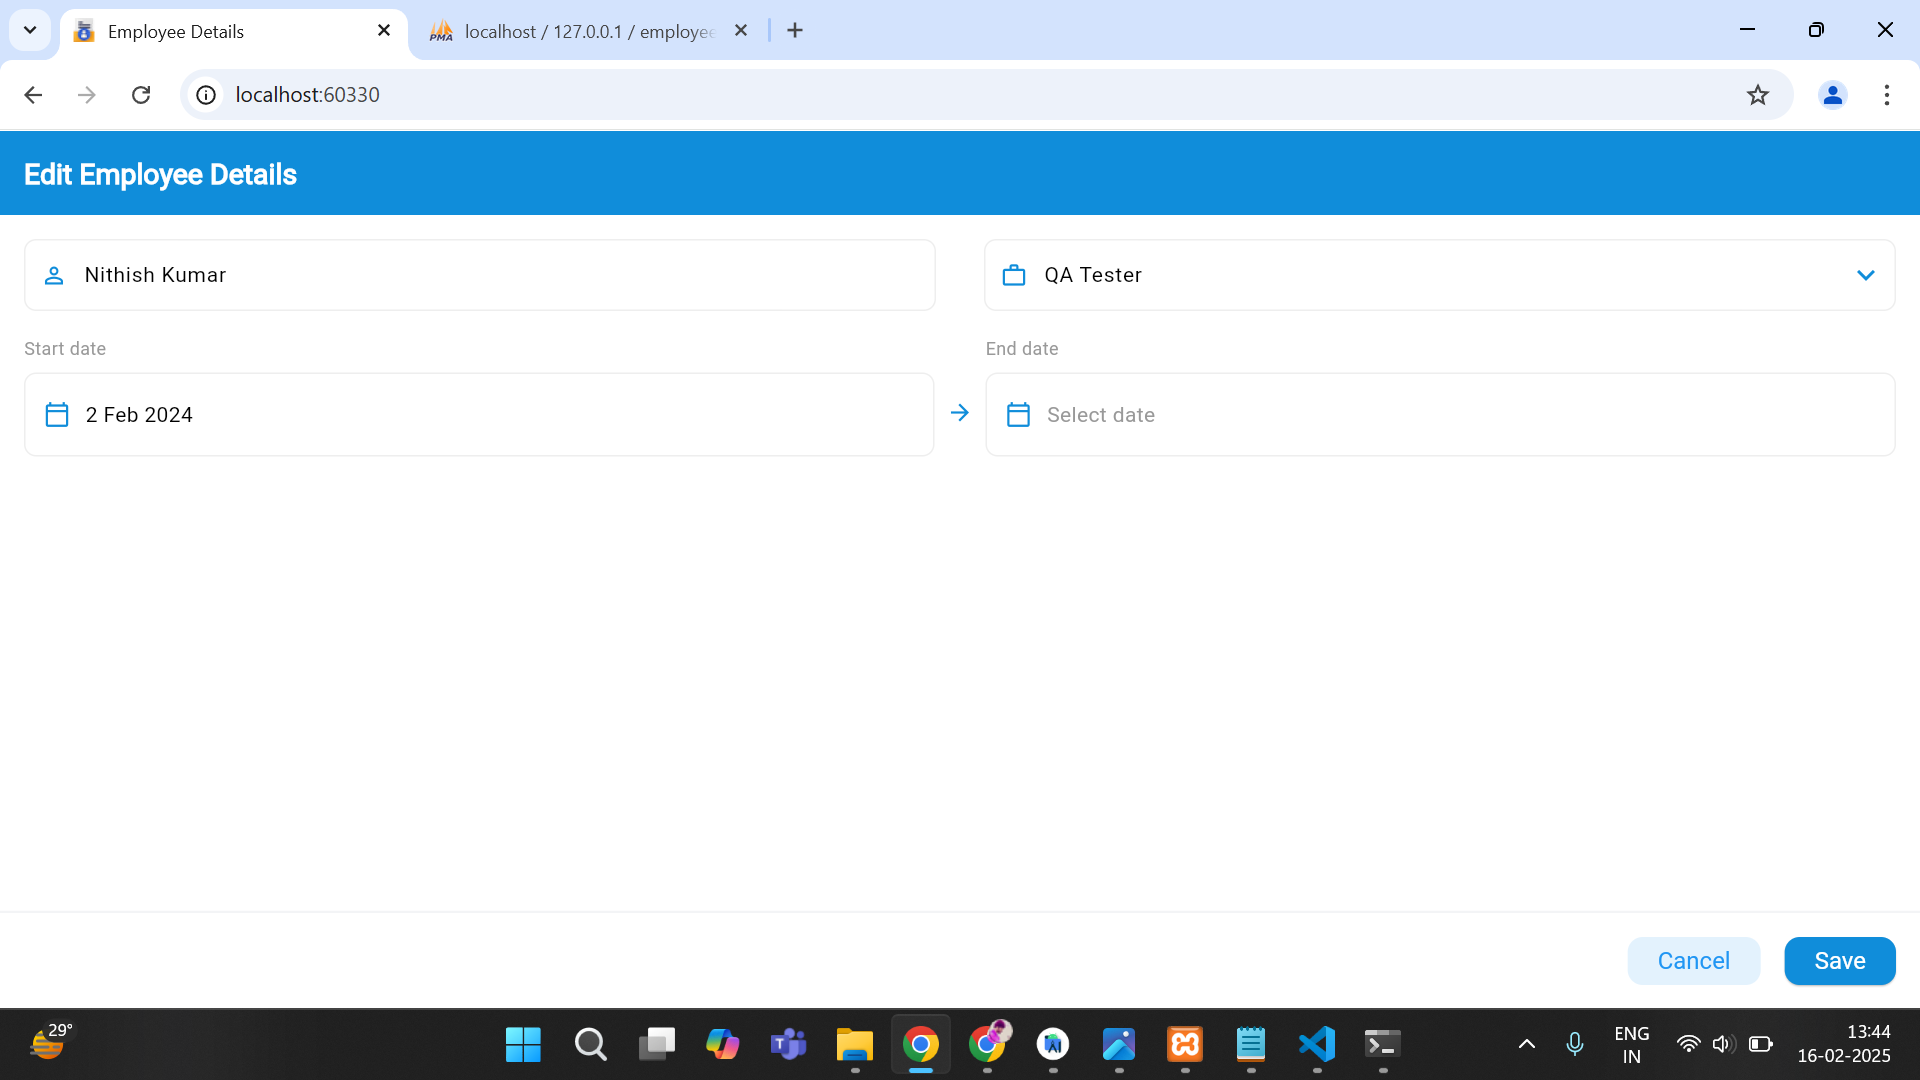 Employee Details
PMA
localhost / 127.0.0.1 / employee
localhost:60330
Edit Employee Details
Nithish Kumar
QA Tester
Start date
End date
2 Feb 2024
Select date
Cancel
Save
29°
ENG
IN
13:44
16-02-2025